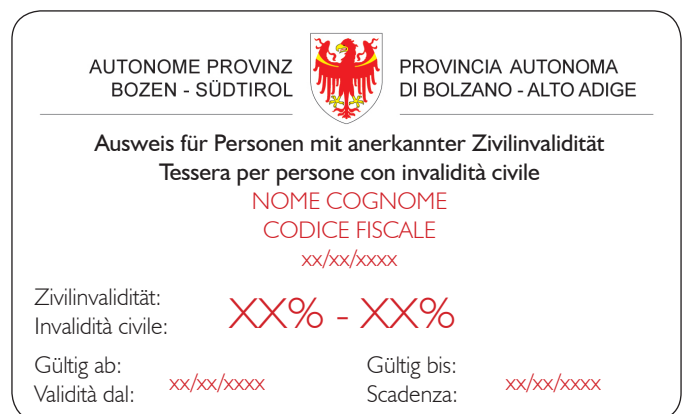 AUTONOME PROVINZ
BOZEN - SÜDTIROL
PROVINCIA AUTONOMA
DI BOLZANO - ALTO ADIGE
Ausweis für Personen mit anerkannter Zivilinvalidität
Tessera per persone con invalidità civile
NOME COGNOME
CODICE FISCALE
xx/xx/xxxx
Zivilinvalidität:
Invalidità civile:
XX% - XX%
Gültig ab:
Validità dal:
xx/xx/xxxx
Gültig bis:
Scadenza:
xx/xx/xxxx